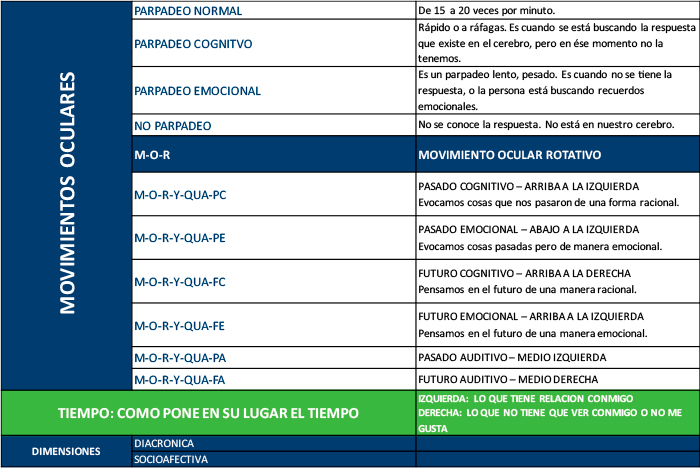 MOVIMIENTOS OCULARES
PARPADEO NORMAL
De 15 a 20 veces por minuto.
PARPADEO COGNITVO
Rápido o a ráfagas. Es cuando se está buscando la respuesta
que existe en el cerebro, pero en ése momento no la
tenemos.
PARPADEO EMOCIONAL
Es un parpadeo lento, pesado. Es cuando no se tiene la
respuesta, o la persona está buscando recuerdos
emocionales.
NO PARPADEO
No se conoce la respuesta. No está en nuestro cerebro.
M-O-R
MOVIMIENTO OCULAR ROTATIVO
M-O-R-Y-QUA-PC
PASADO COGNITIVO – ARRIBA A LA IZQUIERDA
Evocamos cosas que nos pasaron de una forma racional.
M-O-R-Y-QUA-PE
PASADO EMOCIONAL – ABAJO A LA IZQUIERDA
Evocamos cosas pasadas pero de manera emocional.
M-O-R-Y-QUA-FC
FUTURO COGNITIVO – ARRIBA A LA DERECHA
Pensamos en el futuro de una manera racional.
M-O-R-Y-QUA-FE
FUTURO EMOCIONAL – ARRIBA A LA IZQUIERDA
Pensamos en el futuro de una manera emocional.
M-O-R-Y-QUA-PA
PASADO AUDITIVO – MEDIO IZQUIERDA
M-O-R-Y-QUA-FA
FUTURO AUDITIVO – MEDIO DERECHA
TIEMPO: COMO PONE EN SU LUGAR EL TIEMPO
IZQUIERDA: LO QUE TIENE RELACION CONMIGO
DERECHA: LO QUE NO TIENE QUE VER CONMIGO O NO ME
GUSTA
DIMENSIONES
DIACRONICA
SOCIOAFECTIVA